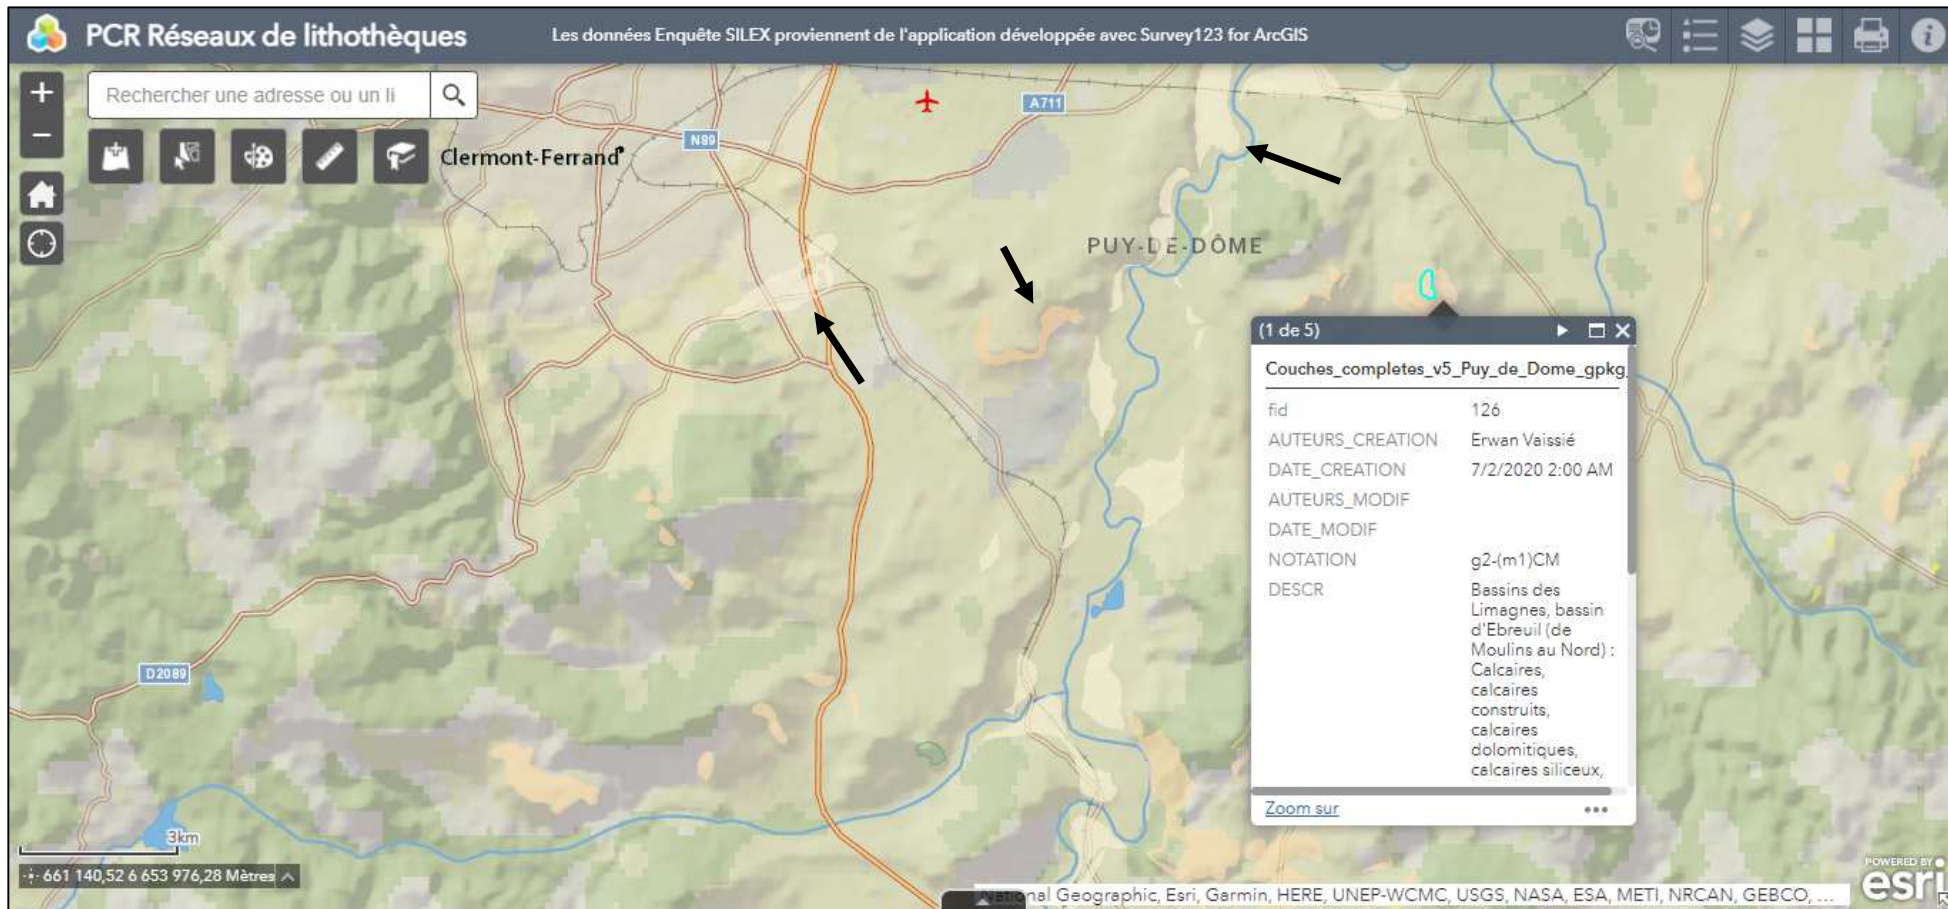 PCR Réseaux de lithothèques
Les données Enquête SILEX proviennent de l'application développée avec Survey123 for ArcGIS
Rechercher une adresse ou un li
A711
N89
Clermont-Ferrand
PUY-DE-DÔME
(1 de 5)
Couches_completes_v5_Puy_de_Dome_gpkg_
fid 126
AUTEURS_CREATION Erwan Vaissié
DATE_CREATION 7/2/2020 2:00 AM
AUTEURS_MODIF
DATE_MODIF
NOTATION g2-(m1)CM
DESCR Bassins des
Limagnes, bassin
d'Ebreuil (de
Moulins au Nord) :
Calcaires,
calcaires
construits,
calcaires
dolomitiques,
calcaires siliceux,
Zoom sur
D2089
3km
661 140,52 6 653 976,28 Mètres
National Geographic, Esri, Garmin, HERE, UNEP-WCMC, USGS, NASA, ESA, METI, NRCAN, GEBCO, ...
POWERED BY
esri